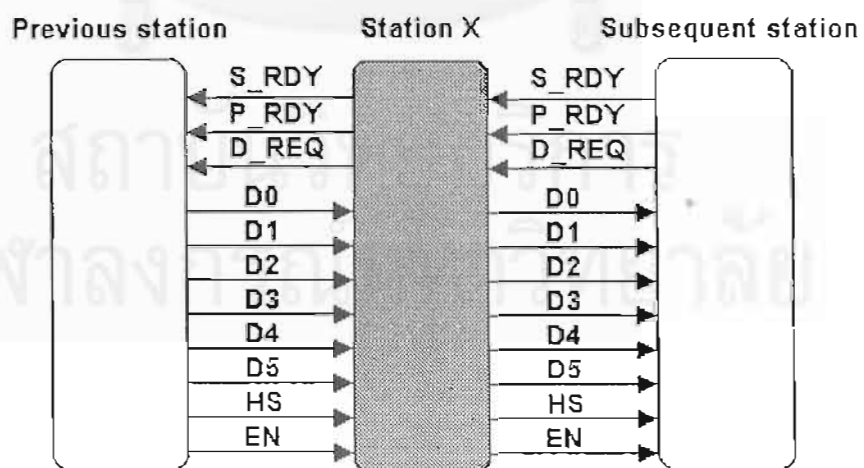 Previous station Station X Subsequent station
S_RDY S_RDY
P_RDY P_RDY
D_REQ D_REQ
D0 D0
D1 D1
D2 D2
D3 D3
D4 D4
D5 D5
HS HS
EN EN